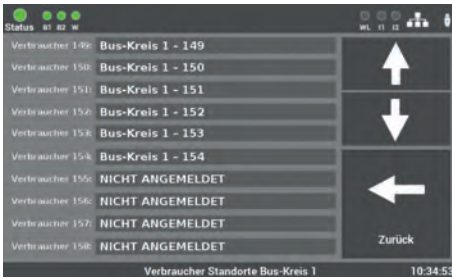 Status B1 B2 W WL I1 I2
Verbraucher 149: Bus-Kreis 1 - 149
Verbraucher 150: Bus-Kreis 1 - 150
Verbraucher 151: Bus-Kreis 1 - 151
Verbraucher 152: Bus-Kreis 1 - 152
Verbraucher 153: Bus-Kreis 1 - 153
Verbraucher 154: Bus-Kreis 1 - 154
Verbraucher 155: NICHT ANGEMELDET
Verbraucher 156: NICHT ANGEMELDET
Verbraucher 157: NICHT ANGEMELDET
Verbraucher 158: NICHT ANGEMELDET
Zurück
Verbraucher Standorte Bus-Kreis 1 10:34:53